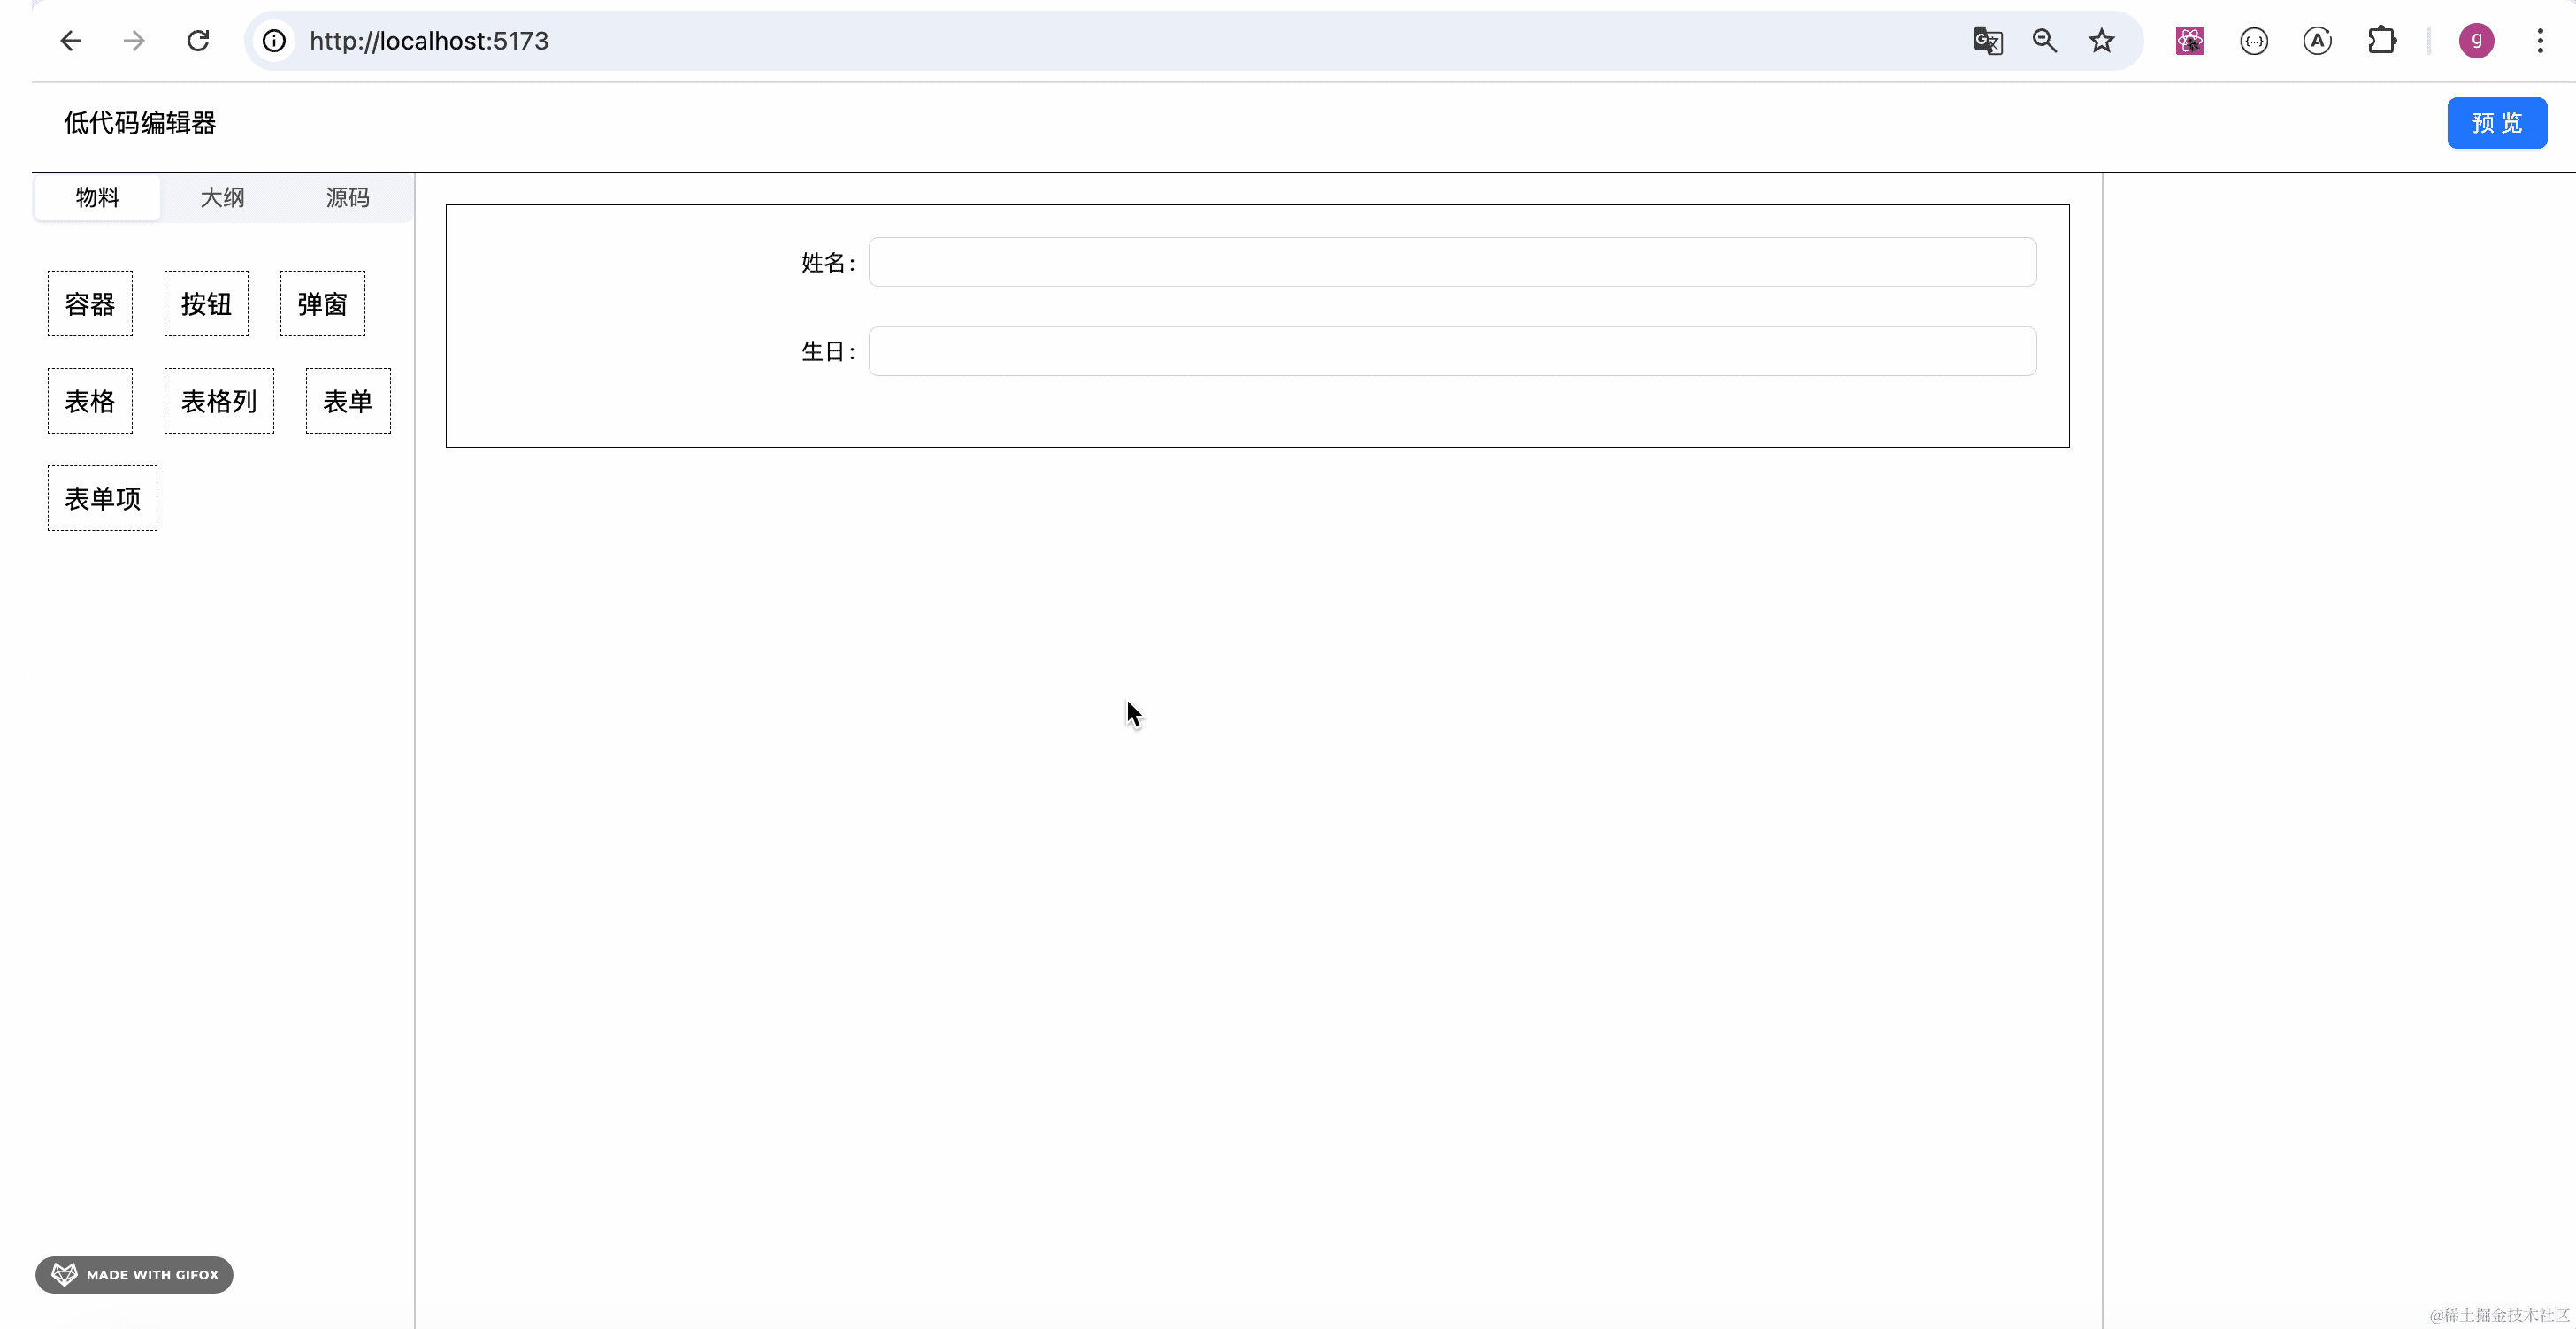 http://localhost:5173
g
低代码编辑器
预 览
物料 大纲 源码
姓名:
容器 按钮 弹窗
生日:
表格 表格列 表单
表单项
MADE WITH GIFOX
@稀土掘金技术社区